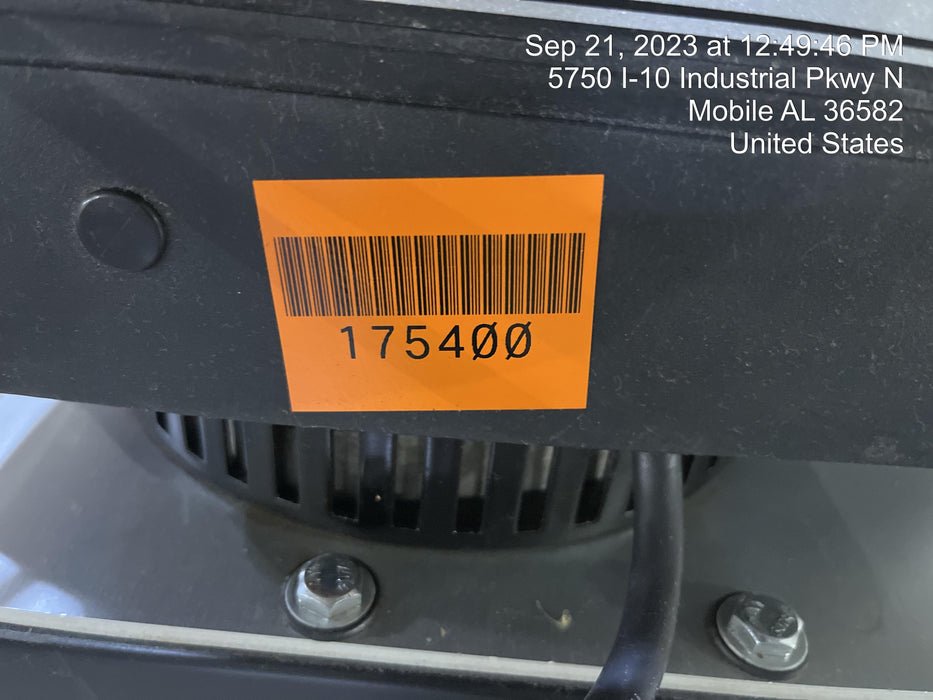 Sep 21, 2023 at 12:49:46 PM
5750 I-10 Industrial Pkwy N
Mobile AL 36582
United States
175400